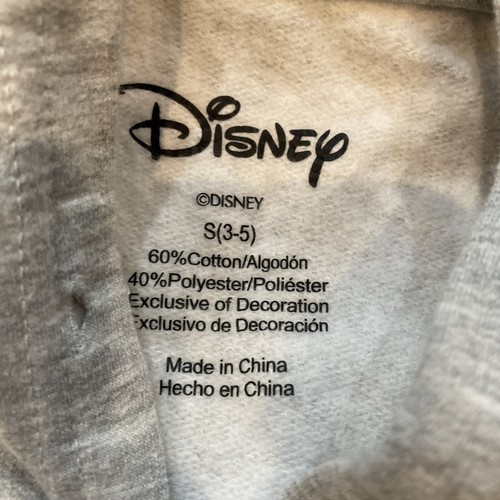 Disney
©DISNEY
S(3-5)
60%Cotton/Algodón
40%Polyester/Poliéster
Exclusive of Decoration
Exclusivo de Decoración
Made in China
Hecho en China